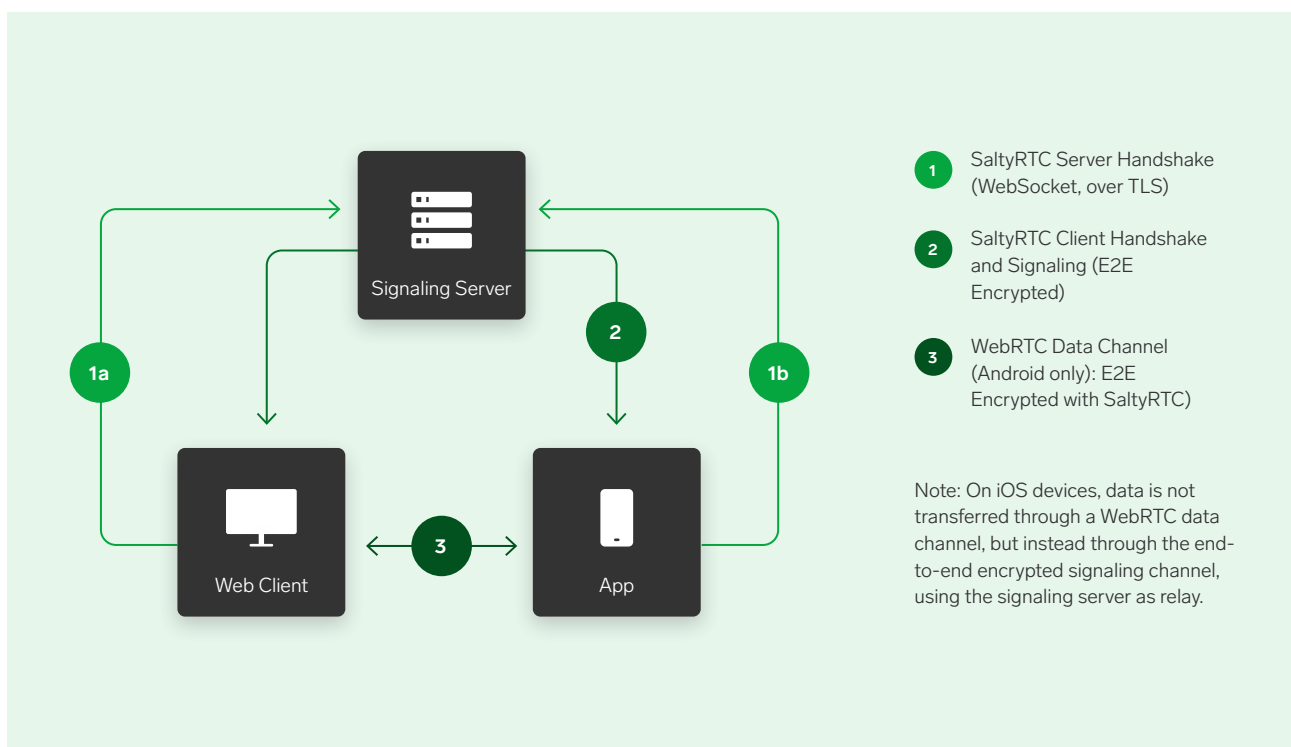 Signaling Server
1a
2
1b
3
Web Client
App
1
SaltyRTC Server Handshake
(WebSocket, over TLS)
2
SaltyRTC Client Handshake
and Signaling (E2E
Encrypted)
3
WebRTC Data Channel
(Android only): E2E
Encrypted with SaltyRTC)
Note: On iOS devices, data is not
transferred through a WebRTC data
channel, but instead through the end-
to-end encrypted signaling channel,
using the signaling server as relay.